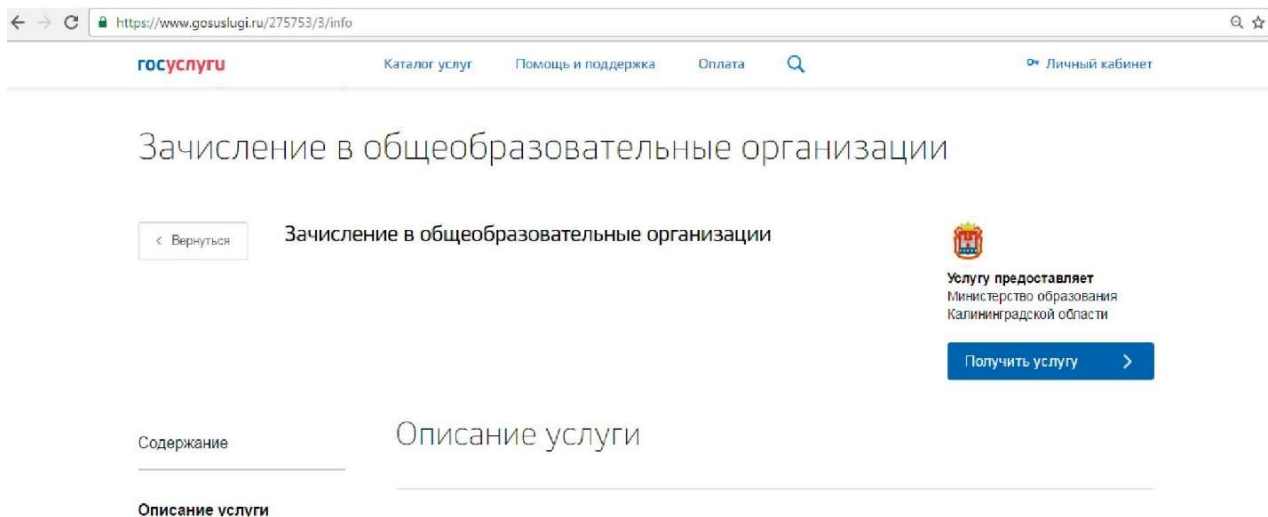 https://www.gosuslugi.ru/275753/3/info
госуслуги Каталог услуг Помощь и поддержка Оплата Личный кабинет
Зачисление в общеобразовательные организации
Вернуться Зачисление в общеобразовательные организации
Услугу предоставляет
Министерство образования
Калининградской области
Получить услугу
Содержание Описание услуги
Описание услуги